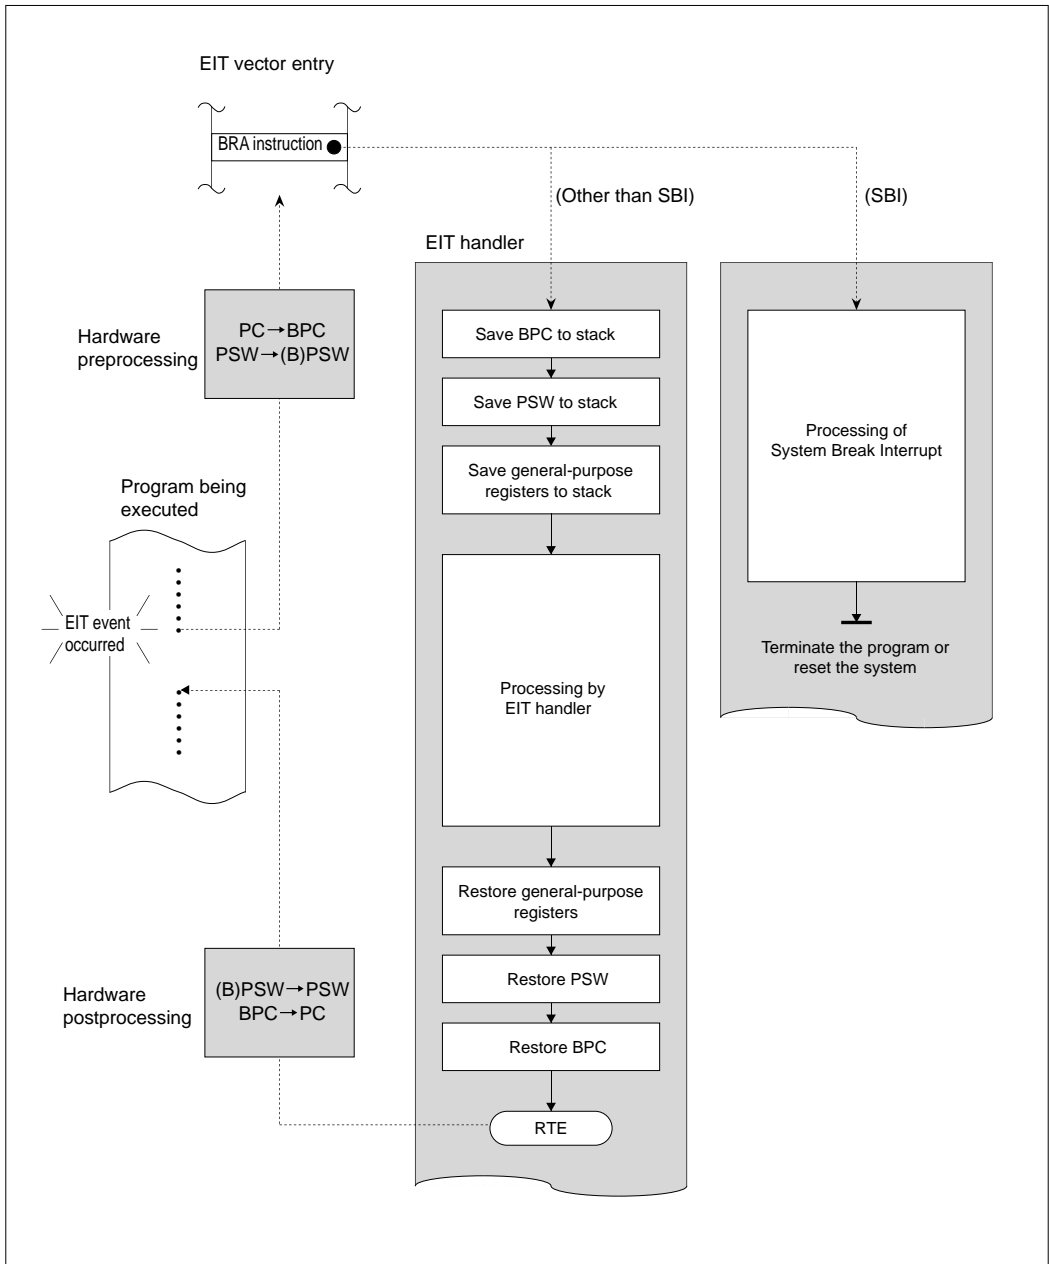 EIT vector entry
BRA instruction
(Other than SBI)
(SBI)
EIT handler
Hardware
preprocessing
PC→BPC
PSW→(B)PSW
Save BPC to stack
Save PSW to stack
Save general-purpose
registers to stack
Processing of
System Break Interrupt
Program being
executed
EIT event
occurred
Terminate the program or
reset the system
Processing by
EIT handler
Restore general-purpose
registers
Restore PSW
Restore BPC
Hardware
postprocessing
(B)PSW→PSW
BPC→PC
RTE